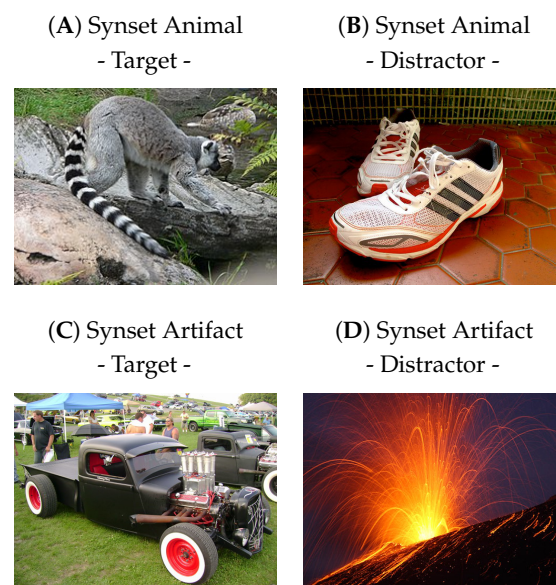 (A) Synset Animal
- Target -
(B) Synset Animal
- Distractor -
(C) Synset Artifact
- Target -
(D) Synset Artifact
- Distractor -